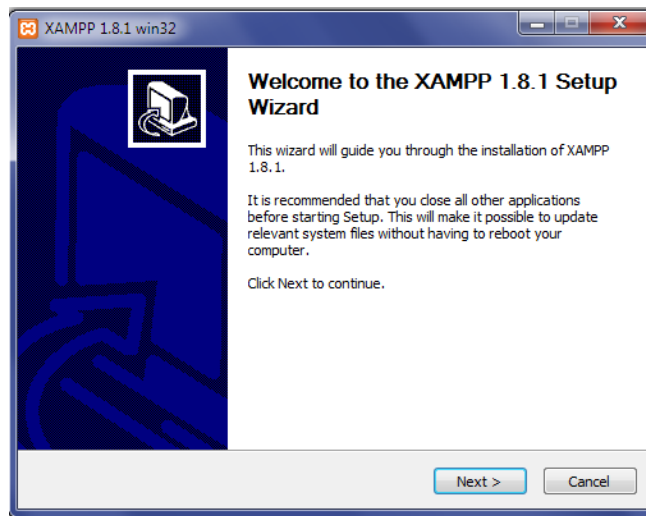 XAMPP 1.8.1 win32
Welcome to the XAMPP 1.8.1 Setup
Wizard
This wizard will guide you through the installation of XAMPP
1.8.1.
It is recommended that you close all other applications
before starting Setup. This will make it possible to update
relevant system files without having to reboot your
computer.
Click Next to continue.
Next >
Cancel